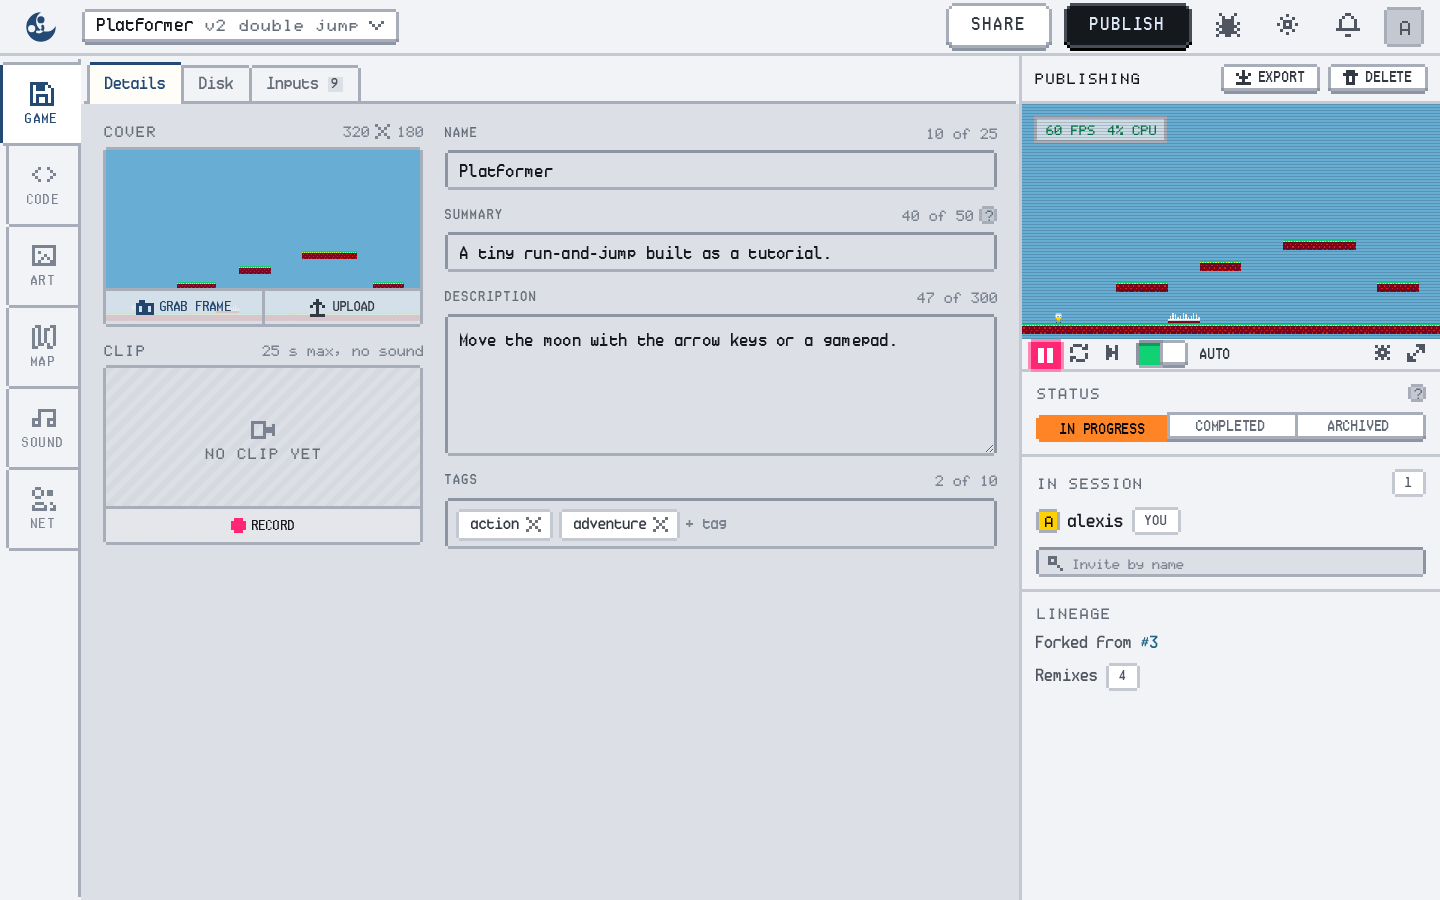 Platformer v2 double jump
SHARE
PUBLISH
A
GAME
CODE
ART
MAP
SOUND
NET
Details
Disk
Inputs 9
COVER
320 X 180
GRAB FRAME
UPLOAD
CLIP
25 s max, no sound
NO CLIP YET
RECORD
NAME
10 of 25
Platformer
SUMMARY
40 of 50 ?
A tiny run-and-jump built as a tutorial.
DESCRIPTION
47 of 300
Move the moon with the arrow keys or a gamepad.
TAGS
2 of 10
action
adventure
+ tag
PUBLISHING
EXPORT
DELETE
60 FPS 4% CPU
AUTO
STATUS
?
IN PROGRESS
COMPLETED
ARCHIVED
IN SESSION
1
A alexis YOU
Invite by name
LINEAGE
Forked from #3
Remixes 4